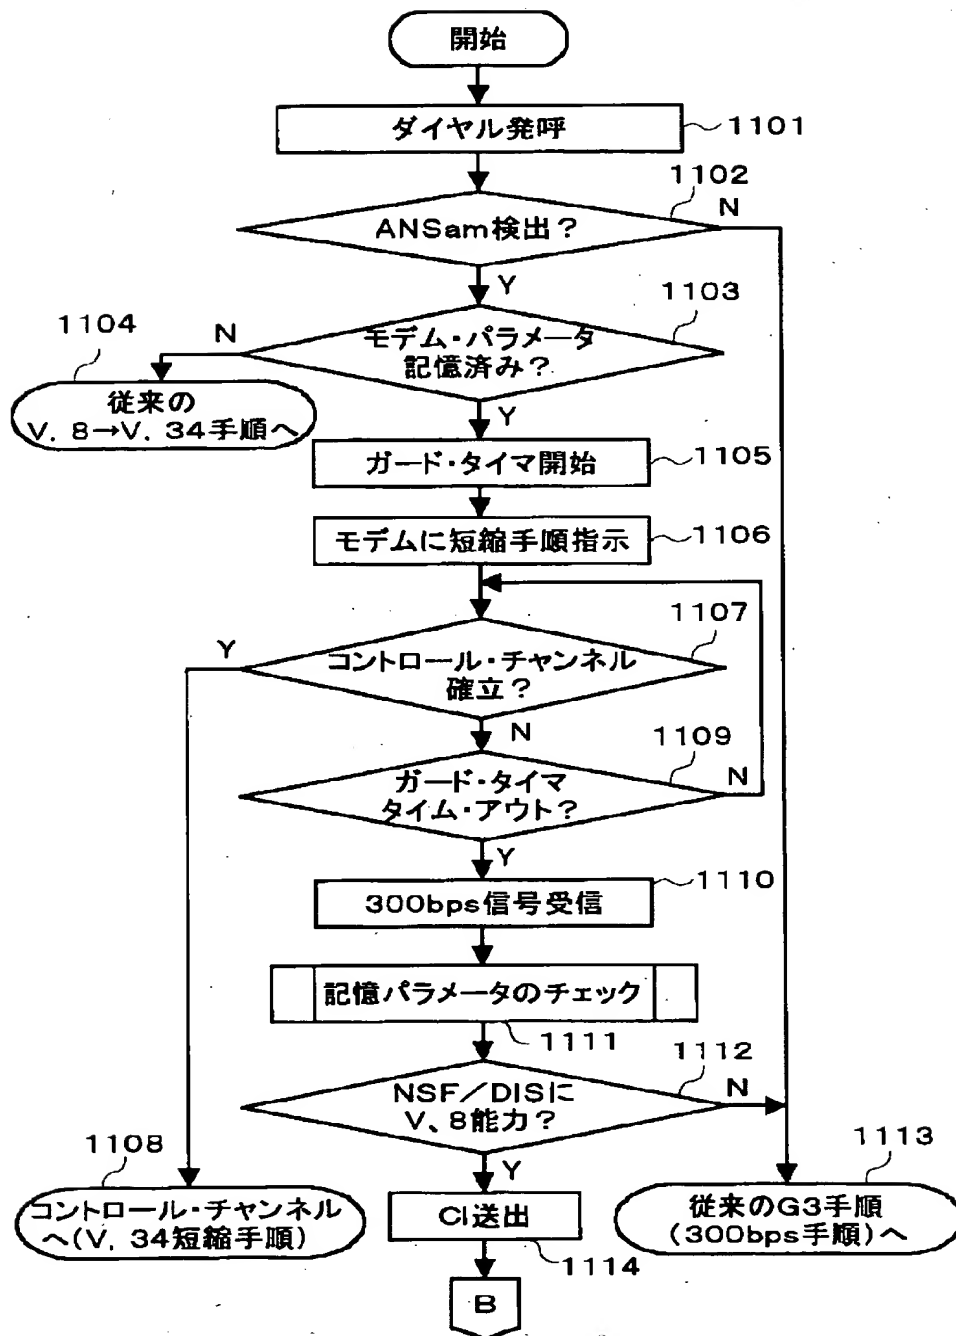 開始
ダイヤル発呼
1101
1102
ANSam検出？
N
Y
1103
モデム・パラメータ
記憶済み？
N
1104
従来の
V. 8→V. 34手順へ
Y
ガード・タイマ開始
1105
モデムに短縮手順指示
1106
1107
Y
コントロール・チャンネル
確立？
N
1109
ガード・タイマ
タイム・アウト？
N
Y
1110
300bps信号受信
記憶パラメータのチェック
1111
1112
NSF／DISに
V、8能力？
N
1108
コントロール・チャンネル
へ(V. 34短縮手順)
Y
CI送出
1114
1113
従来のG3手順
(300bps手順)へ
B